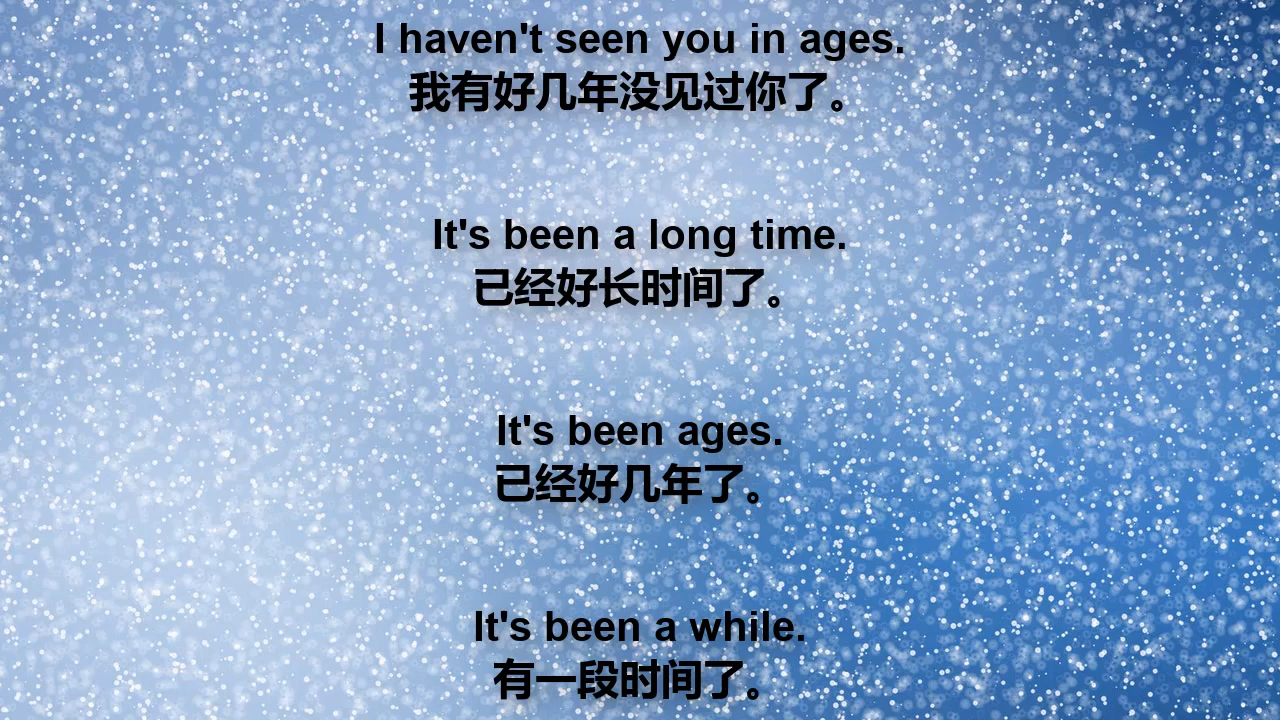 I haven't seen you in ages.
我有好几年没见过你了。
It's been a long time.
已经好长时间了。
It's been ages.
已经好几年了。
It's been a while.
有一段时间了。